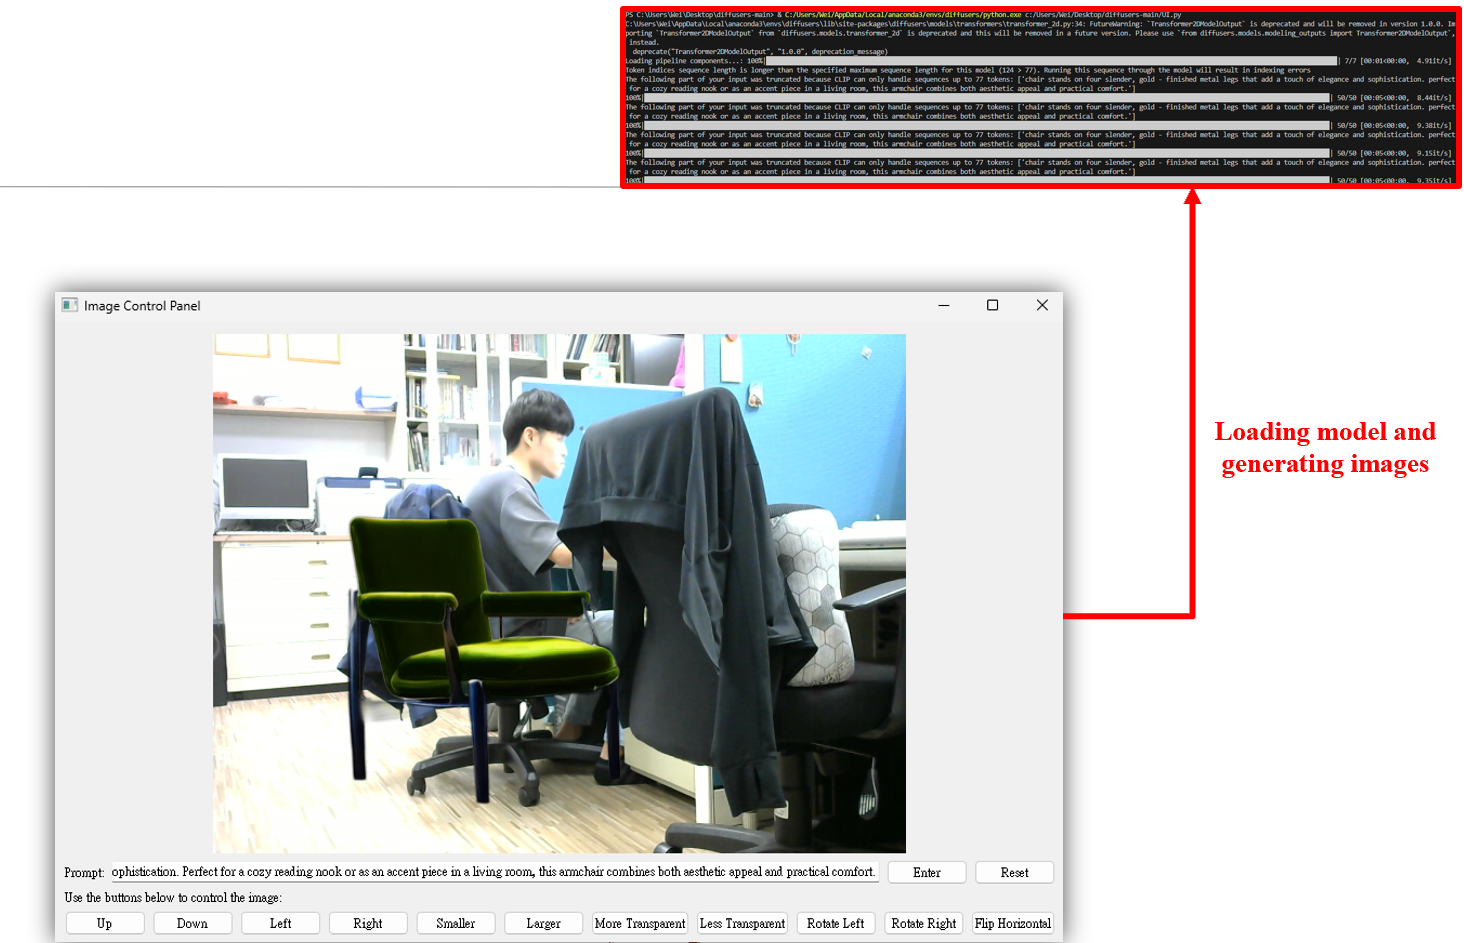 PS C:\Users\Wei\Desktop\diffusers-main> & C:/Users/Wei/AppData/Local/anaconda3/envs/diffusers/python.exe c:/Users/Wei/Desktop/diffusers-main/UI.py
C:\Users\Wei\AppData\Local\anaconda3\envs\diffusers\lib\site-packages\diffusers\models\transformers\transformer_2d.py:34: FutureWarning: `Transformer2DModelOutput` is deprecated and will be removed in version 1.0.0. Im
porting `Transformer2DModelOutput` from `diffusers.models.transformer_2d` is deprecated and this will be removed in a future version. Please use `from diffusers.models.modeling_outputs import Transformer2DModelOutput`,
instead.
deprecate("Transformer2DModelOutput", "1.0.0", deprecation_message)
Loading pipeline components...: 100%| | 7/7 [00:01<00:00, 4.91it/s]
Token indices sequence length is longer than the specified maximum sequence length for this model (124 > 77). Running this sequence through the model will result in indexing errors
The following part of your input was truncated because CLIP can only handle sequences up to 77 tokens: ['chair stands on four slender, gold - finished metal legs that add a touch of elegance and sophistication. perfect
for a cozy reading nook or as an accent piece in a living room, this armchair combines both aesthetic appeal and practical comfort.']
100%| | 50/50 [00:05<00:00, 8.44it/s]
The following part of your input was truncated because CLIP can only handle sequences up to 77 tokens: ['chair stands on four slender, gold - finished metal legs that add a touch of elegance and sophistication. perfect
for a cozy reading nook or as an accent piece in a living room, this armchair combines both aesthetic appeal and practical comfort.']
100%| | 50/50 [00:05<00:00, 9.38it/s]
The following part of your input was truncated because CLIP can only handle sequences up to 77 tokens: ['chair stands on four slender, gold - finished metal legs that add a touch of elegance and sophistication. perfect
for a cozy reading nook or as an accent piece in a living room, this armchair combines both aesthetic appeal and practical comfort.']
100%| | 50/50 [00:05<00:00, 9.15it/s]
The following part of your input was truncated because CLIP can only handle sequences up to 77 tokens: ['chair stands on four slender, gold - finished metal legs that add a touch of elegance and sophistication. perfect
for a cozy reading nook or as an accent piece in a living room, this armchair combines both aesthetic appeal and practical comfort.']
100%| | 50/50 [00:05<00:00, 9.35it/s]
Image Control Panel
Loading model and
generating images
Prompt: ophistication. Perfect for a cozy reading nook or as an accent piece in a living room, this armchair combines both aesthetic appeal and practical comfort. Enter Reset
Use the buttons below to control the image:
Up Down Left Right Smaller Larger More Transparent Less Transparent Rotate Left Rotate Right Flip Horizontal